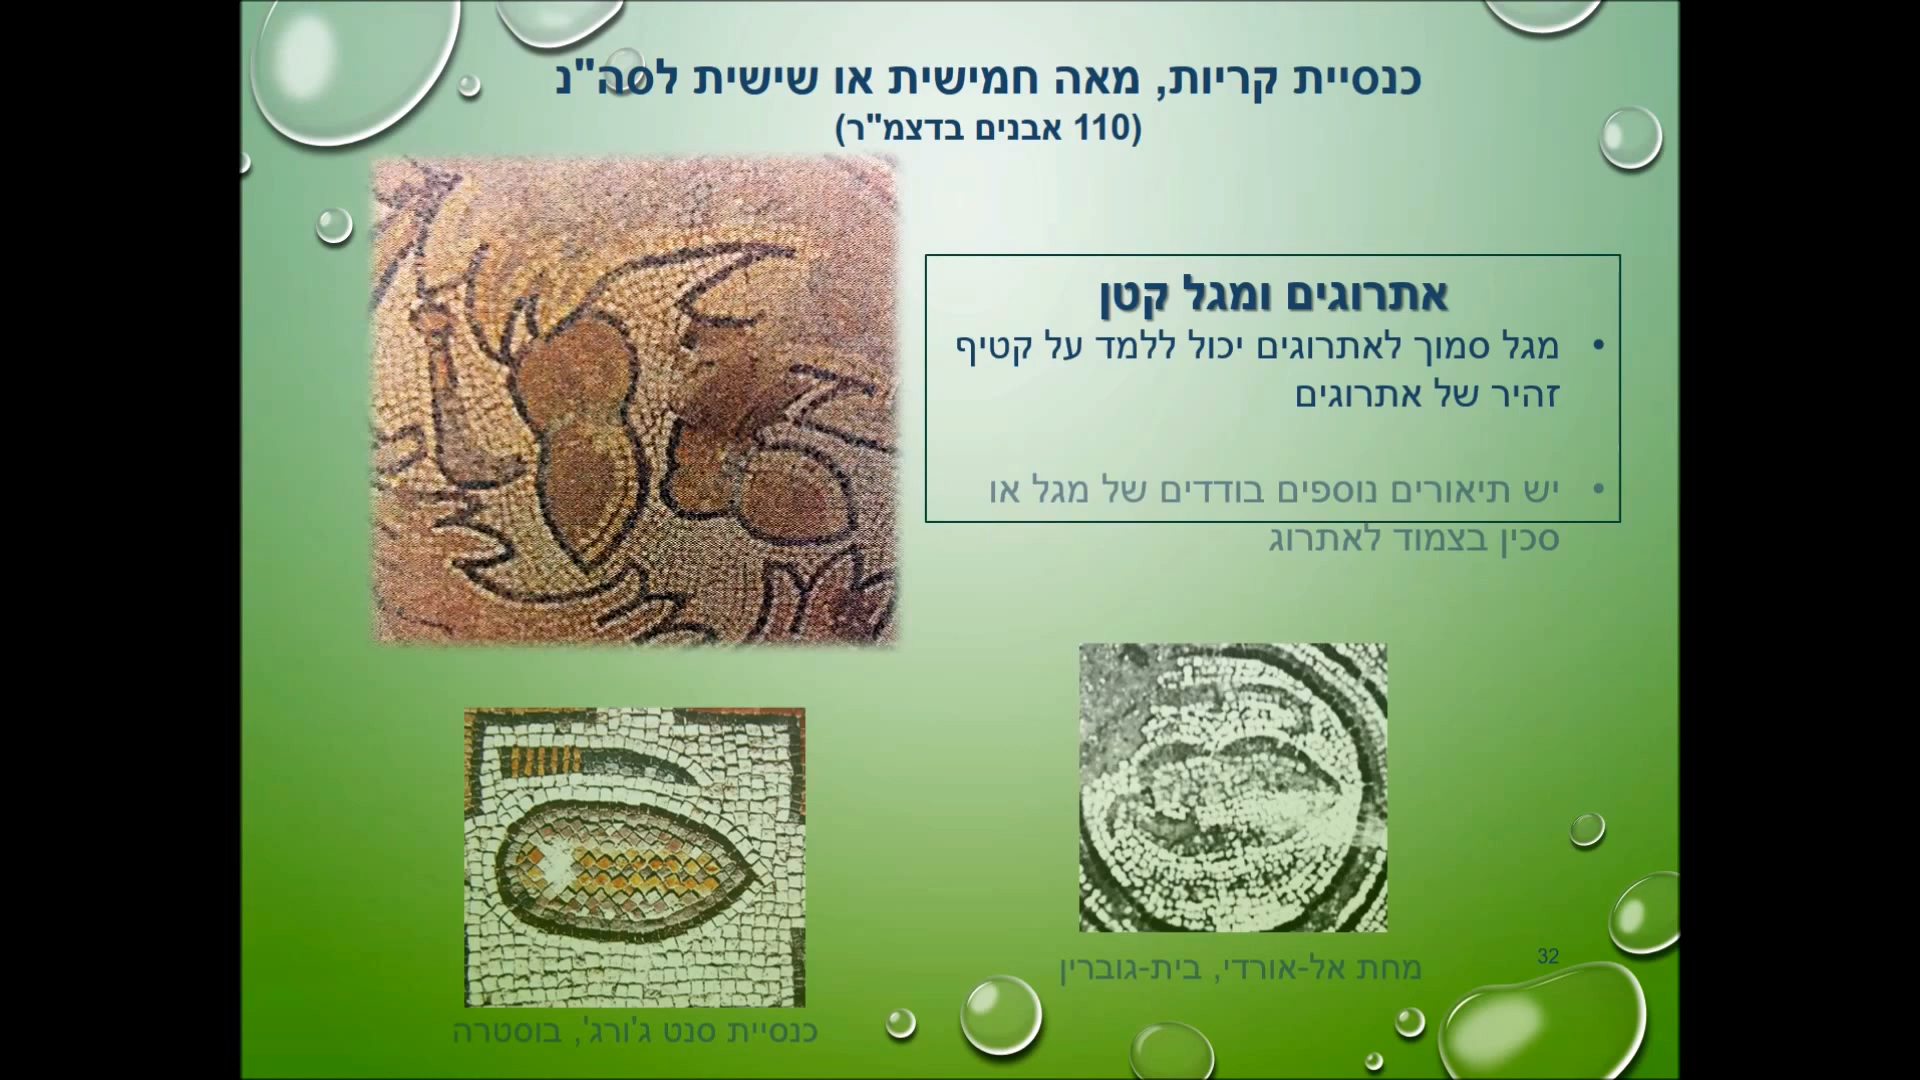 כנסיית קריות, מאה חמישית או שישית לסה"נ
(110 אבנים בדצמ"ר)
אתרוגים ומגל קטן
• מגל סמוך לאתרוגים יכול ללמד על קטיף
זהיר של אתרוגים
• יש תיאורים נוספים בודדים של מגל או
סכין בצמוד לאתרוג
מחת אל-אורדי, בית-גוברין
כנסיית סנט ג'ורג', בוסטרה
32